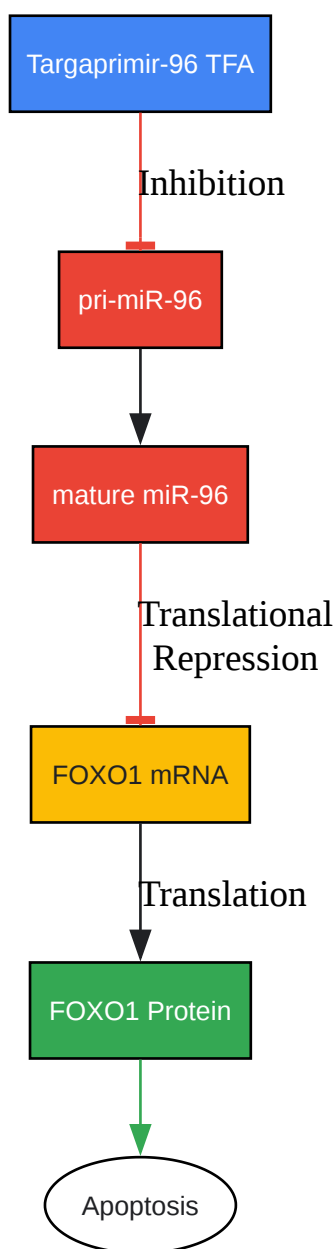 Targaprimir-96 TFA
Inhibition
pri-miR-96
mature miR-96
Translational
Repression
FOXO1 mRNA
Translation
FOXO1 Protein
Apoptosis